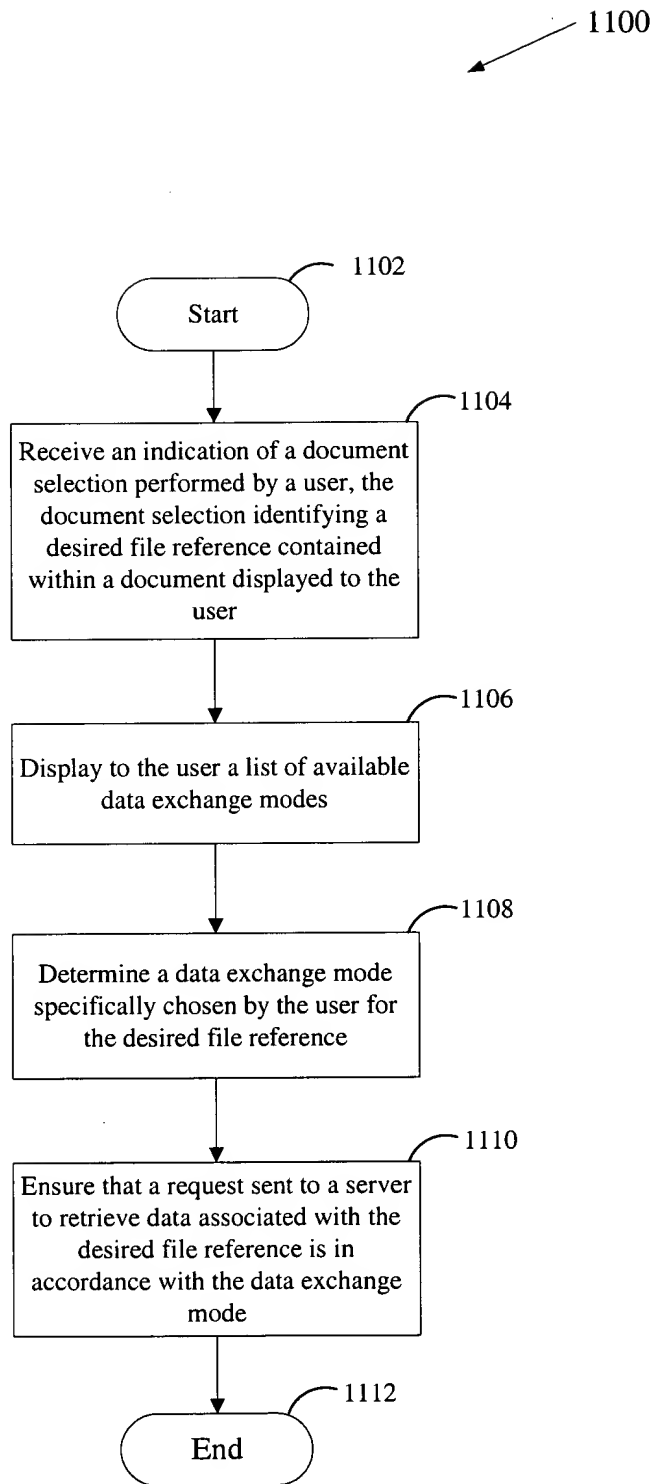 1100
1102
Start
1104
Receive an indication of a document
selection performed by a user, the
document selection identifying a
desired file reference contained
within a document displayed to the
user
1106
Display to the user a list of available
data exchange modes
1108
Determine a data exchange mode
specifically chosen by the user for
the desired file reference
1110
Ensure that a request sent to a server
to retrieve data associated with the
desired file reference is in
accordance with the data exchange
mode
1112
End